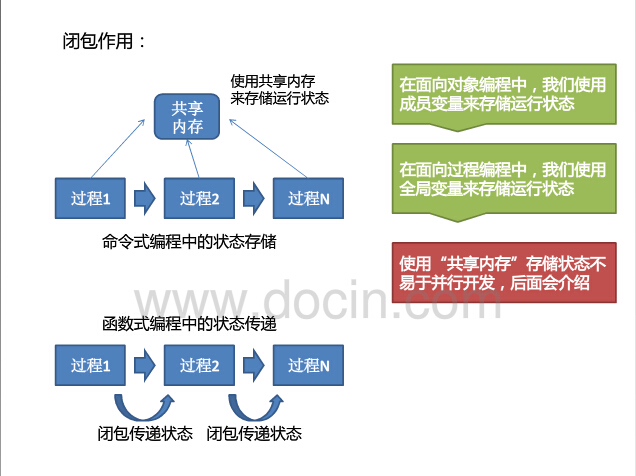 闭包作用：
使用共享内存
来存储运行状态
共享
内存
过程1
过程2
过程N
命令式编程中的状态存储
函数式编程中的状态传递
过程1
过程2
过程N
闭包传递状态
闭包传递状态
在面向对象编程中，我们使用
成员变量来存储运行状态
在面向过程编程中，我们使用
全局变量来存储运行状态
使用“共享内存”存储状态不
易于并行开发，后面会介绍
www.docin.com